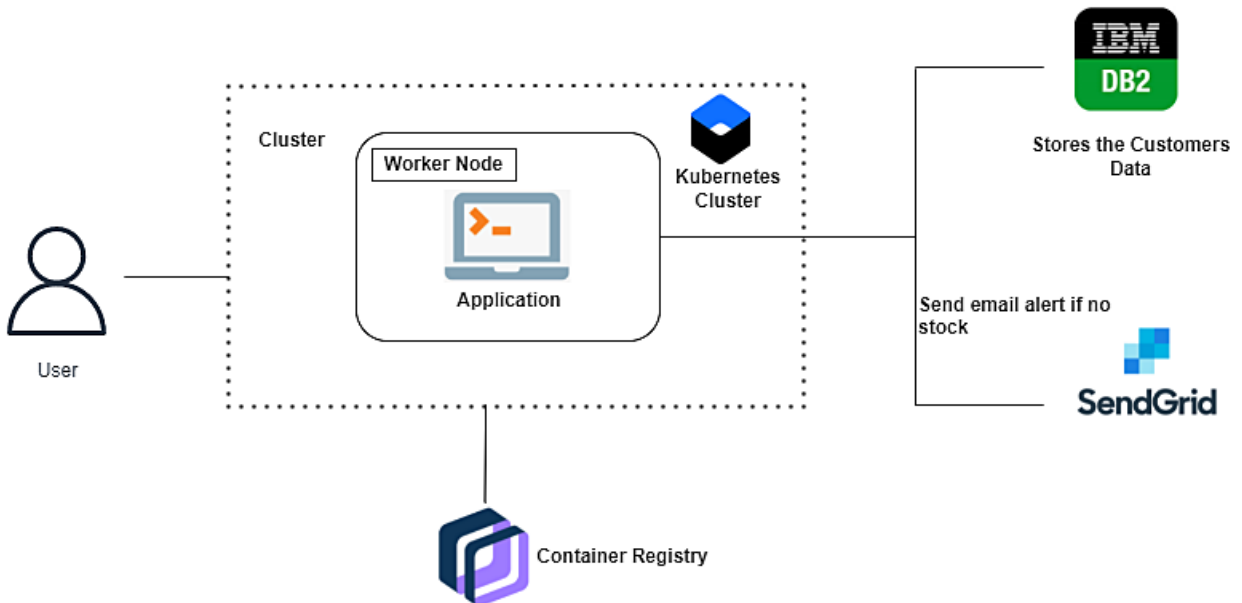 IBM
DB2
Stores the Customers
Data
Cluster
Worker Node
Kubernetes
Cluster
Application
User
Send email alert if no
stock
SendGrid
Container Registry